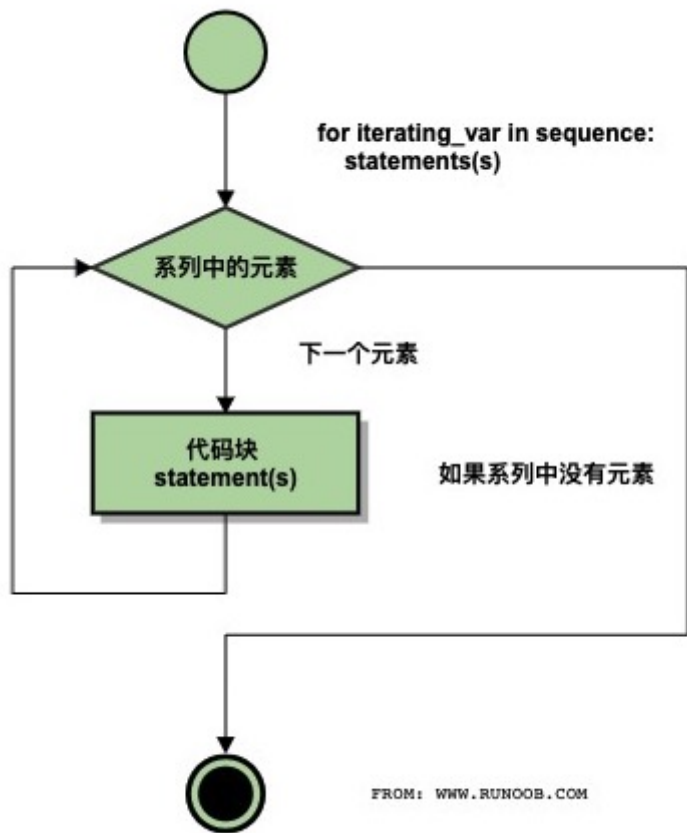 for iterating_var in sequence:
statements(s)
系列中的元素
下一个元素
代码块
statement(s)
如果系列中没有元素
FROM: WWW.RUNOOB.COM